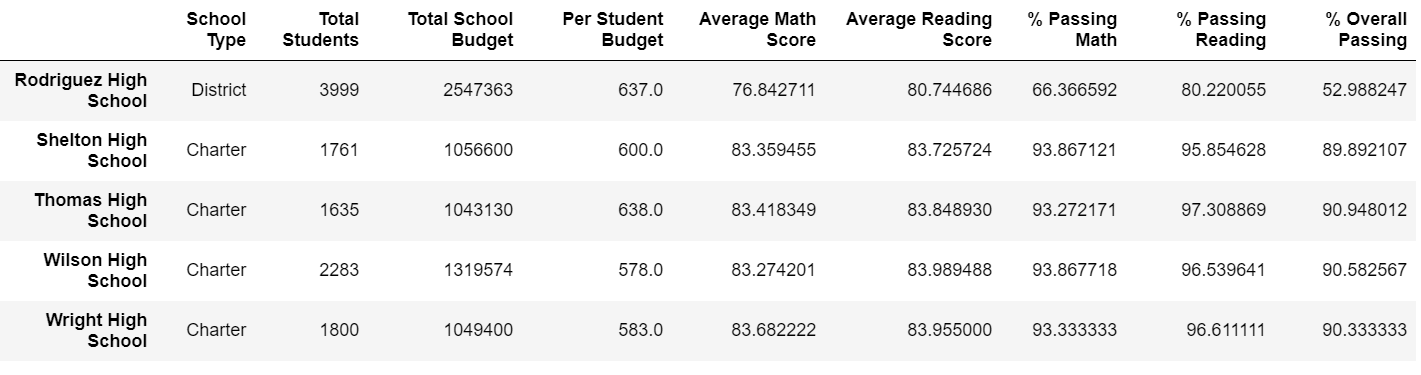 School Type Total Students Total School Budget Per Student Budget Average Math Score Average Reading Score % Passing Math % Passing Reading % Overall Passing
Rodriguez High School District 3999 2547363 637.0 76.842711 80.744686 66.366592 80.220055 52.988247
Shelton High School Charter 1761 1056600 600.0 83.359455 83.725724 93.867121 95.854628 89.892107
Thomas High School Charter 1635 1043130 638.0 83.418349 83.848930 93.272171 97.308869 90.948012
Wilson High School Charter 2283 1319574 578.0 83.274201 83.989488 93.867718 96.539641 90.582567
Wright High School Charter 1800 1049400 583.0 83.682222 83.955000 93.333333 96.611111 90.333333